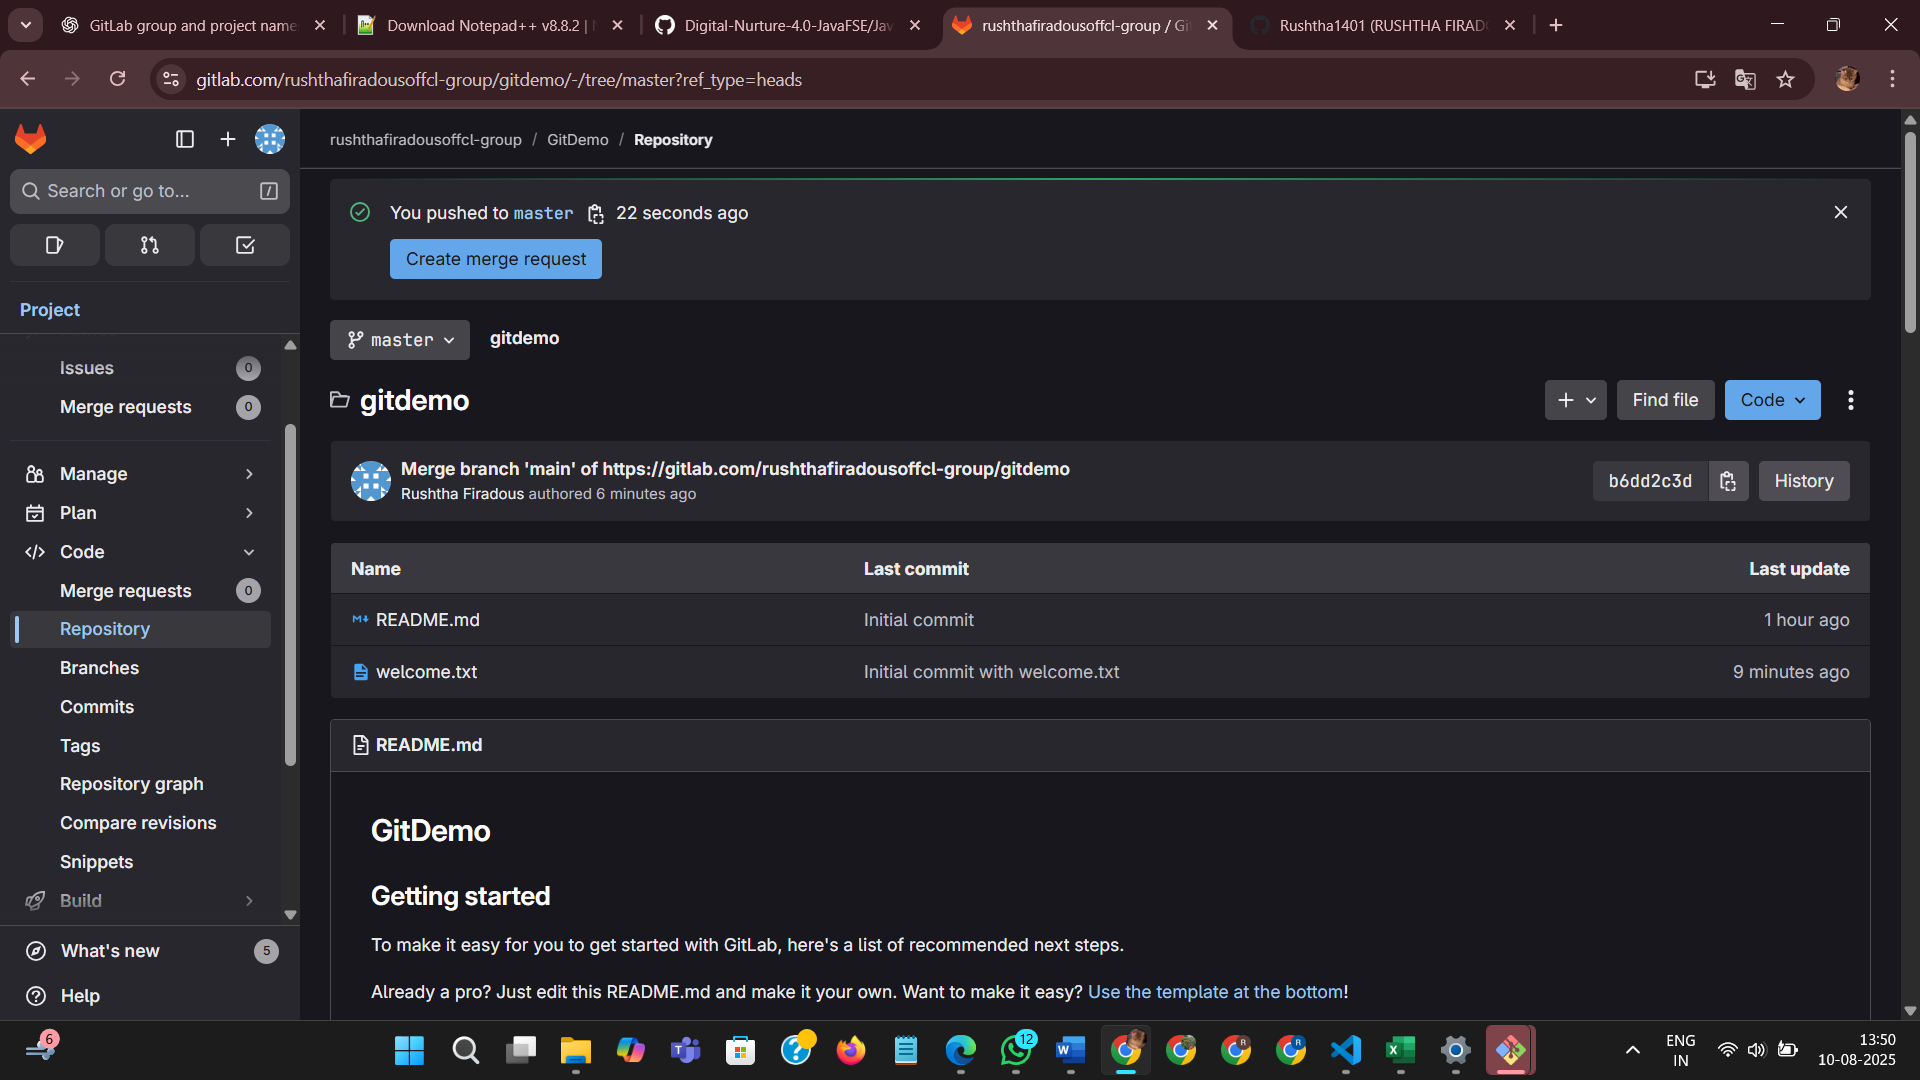 GitLab group and project name
Download Notepad++ v8.8.2 |
Digital-Nurture-4.0-JavaFSE/Jav
rushthafiradousoffcl-group / Gi
Rushtha1401 (RUSHTHA FIRAD
gitlab.com/rushthafiradousoffcl-group/gitdemo/-/tree/master?ref_type=heads
Search or go to...
/
Project
Issues 0
Merge requests 0
Manage
Plan
Code
Merge requests 0
Repository
Branches
Commits
Tags
Repository graph
Compare revisions
Snippets
Build
What's new 5
Help
rushthafiradousoffcl-group / GitDemo / Repository
You pushed to master 22 seconds ago
Create merge request
master
gitdemo
gitdemo
Find file
Code
Merge branch 'main' of https://gitlab.com/rushthafiradousoffcl-group/gitdemo
Rushtha Firadous authored 6 minutes ago
b6dd2c3d
History
Name Last commit Last update
README.md Initial commit 1 hour ago
welcome.txt Initial commit with welcome.txt 9 minutes ago
README.md
GitDemo
Getting started
To make it easy for you to get started with GitLab, here's a list of recommended next steps.
Already a pro? Just edit this README.md and make it your own. Want to make it easy? Use the template at the bottom!
6
12
ENG
IN
13:50
10-08-2025